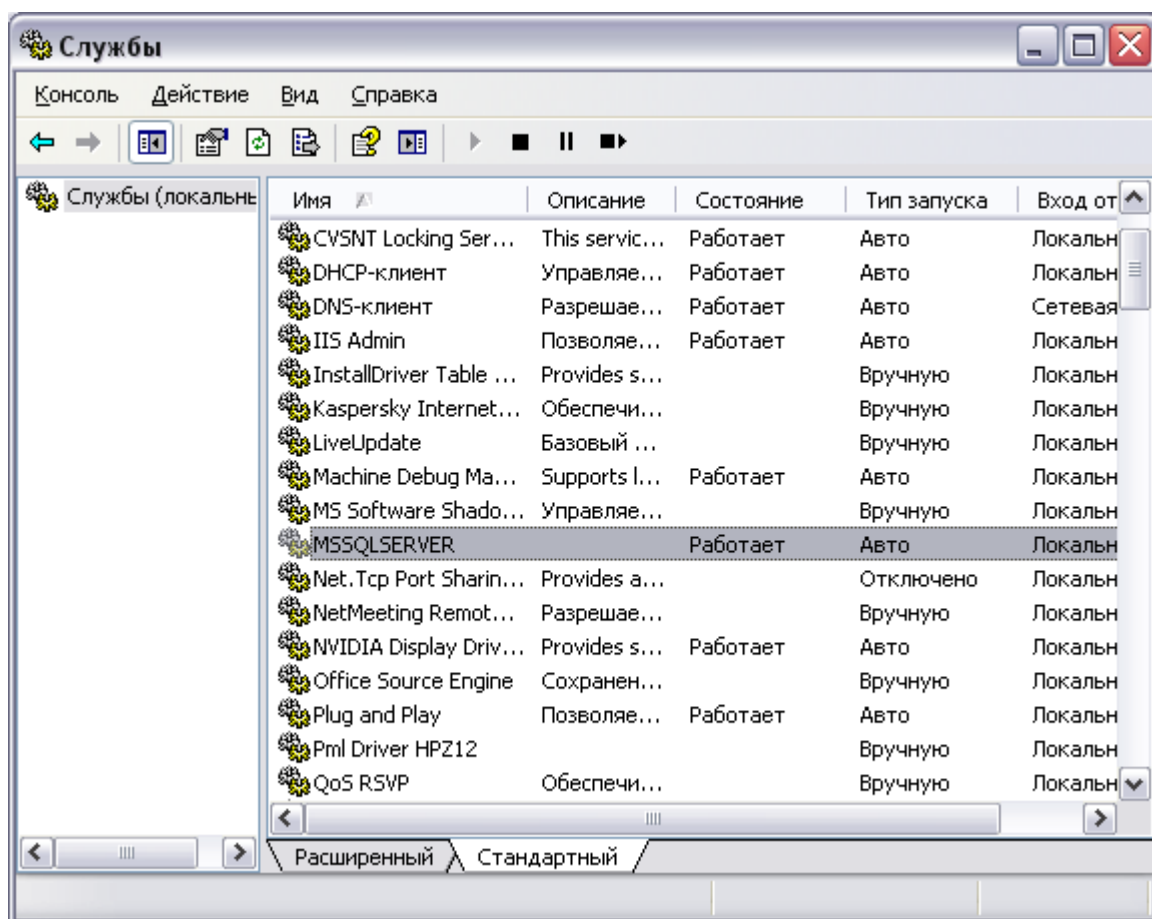 Службы
Консоль Действие Вид Справка
Службы (локальнь
Имя Описание Состояние Тип запуска Вход от
CVSNT Locking Ser... This servic... Работает Авто Локальн
DHCP-клиент Управляе... Работает Авто Локальн
DNS-клиент Разрешае... Работает Авто Сетевая
IIS Admin Позволяе... Работает Авто Локальн
InstallDriver Table ... Provides s... Вручную Локальн
Kaspersky Internet... Обеспечи... Вручную Локальн
LiveUpdate Базовый ... Вручную Локальн
Machine Debug Ma... Supports l... Работает Авто Локальн
MS Software Shado... Управляе... Вручную Локальн
MSSQLSERVER Работает Авто Локальн
Net.Tcp Port Sharin... Provides a... Отключено Локальн
NetMeeting Remot... Разрешае... Вручную Локальн
NVIDIA Display Driv... Provides s... Работает Авто Локальн
Office Source Engine Сохранен... Вручную Локальн
Plug and Play Позволяе... Работает Авто Локальн
Pml Driver HPZ12 Вручную Локальн
QoS RSVP Обеспечи... Вручную Локальн
Расширенный Стандартный